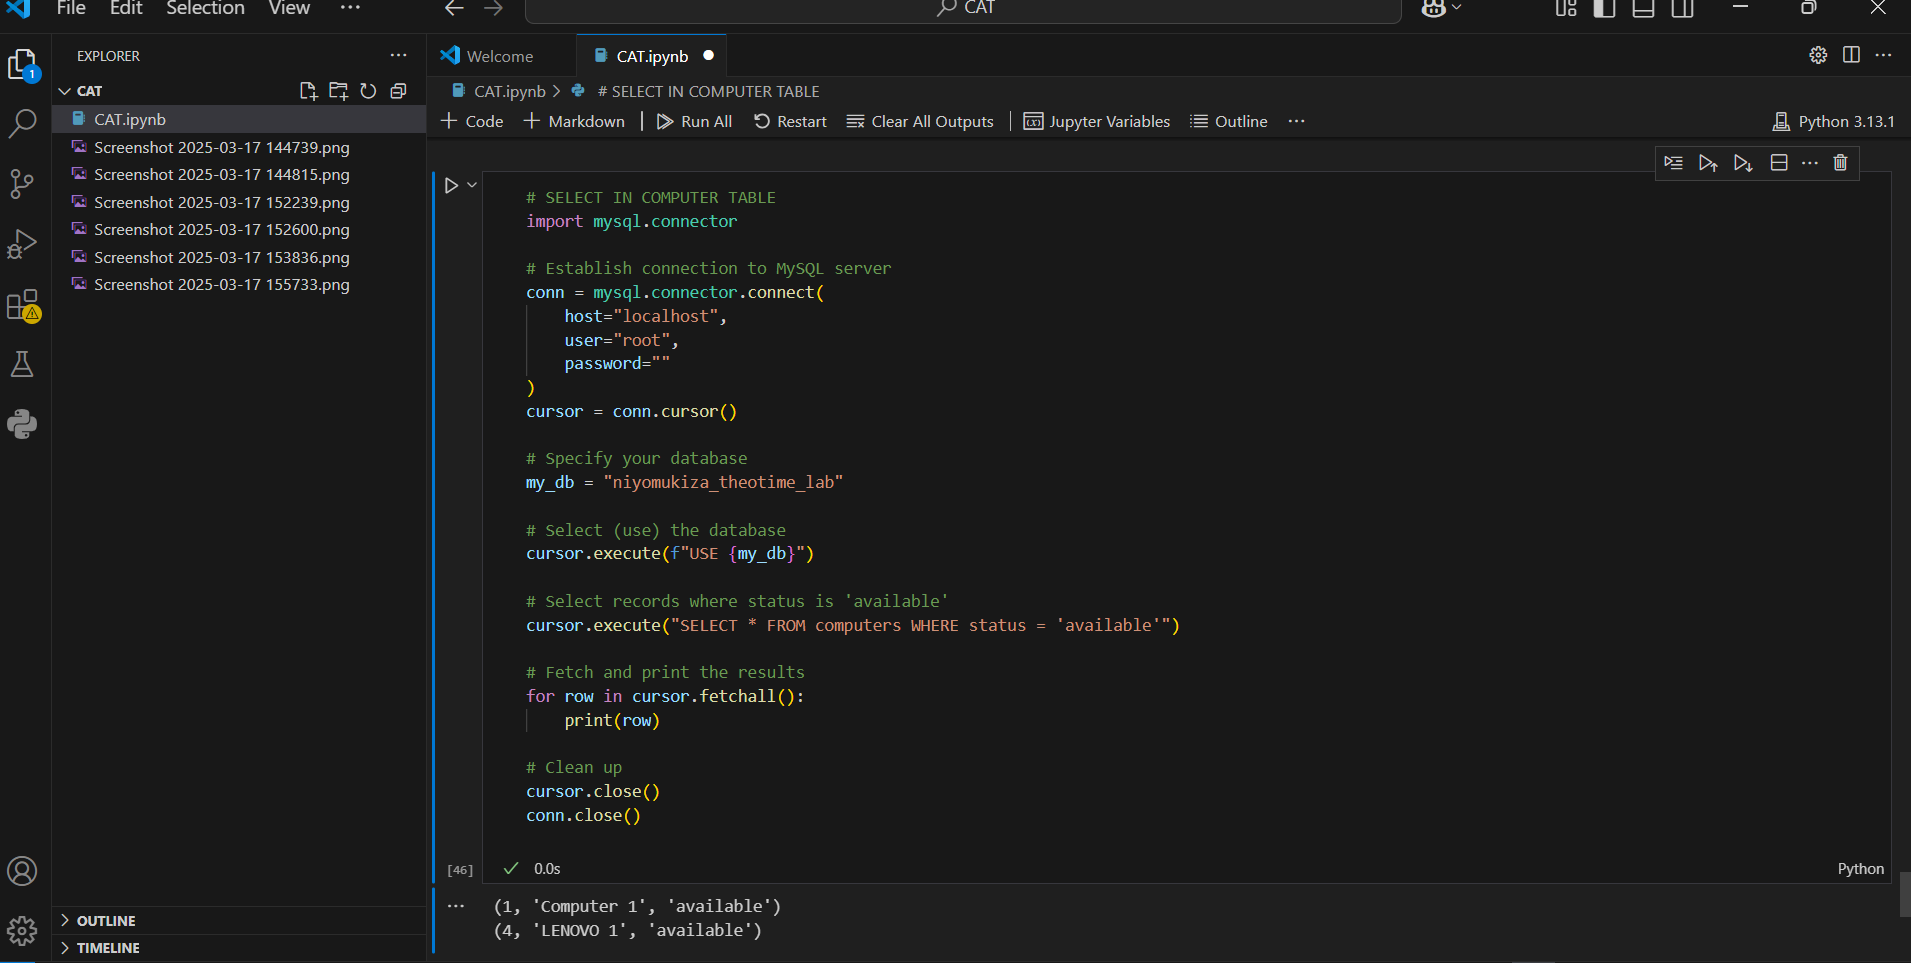 File Edit Selection View ···
CAT
EXPLORER ···
CAT
CAT.ipynb
Screenshot 2025-03-17 144739.png
Screenshot 2025-03-17 144815.png
Screenshot 2025-03-17 152239.png
Screenshot 2025-03-17 152600.png
Screenshot 2025-03-17 153836.png
Screenshot 2025-03-17 155733.png
OUTLINE
TIMELINE
1
Welcome
CAT.ipynb
CAT.ipynb > # SELECT IN COMPUTER TABLE
+ Code + Markdown | Run All Restart Clear All Outputs | Jupyter Variables Outline ···
Python 3.13.1
# SELECT IN COMPUTER TABLE
import mysql.connector
# Establish connection to MySQL server
conn = mysql.connector.connect(
host="localhost",
user="root",
password=""
)
cursor = conn.cursor()
# Specify your database
my_db = "niyomukiza_theotime_lab"
# Select (use) the database
cursor.execute(f"USE {my_db}")
# Select records where status is 'available'
cursor.execute("SELECT * FROM computers WHERE status = 'available'")
# Fetch and print the results
for row in cursor.fetchall():
print(row)
# Clean up
cursor.close()
conn.close()
[46] 0.0s
Python
(1, 'Computer 1', 'available')
(4, 'LENOVO 1', 'available')